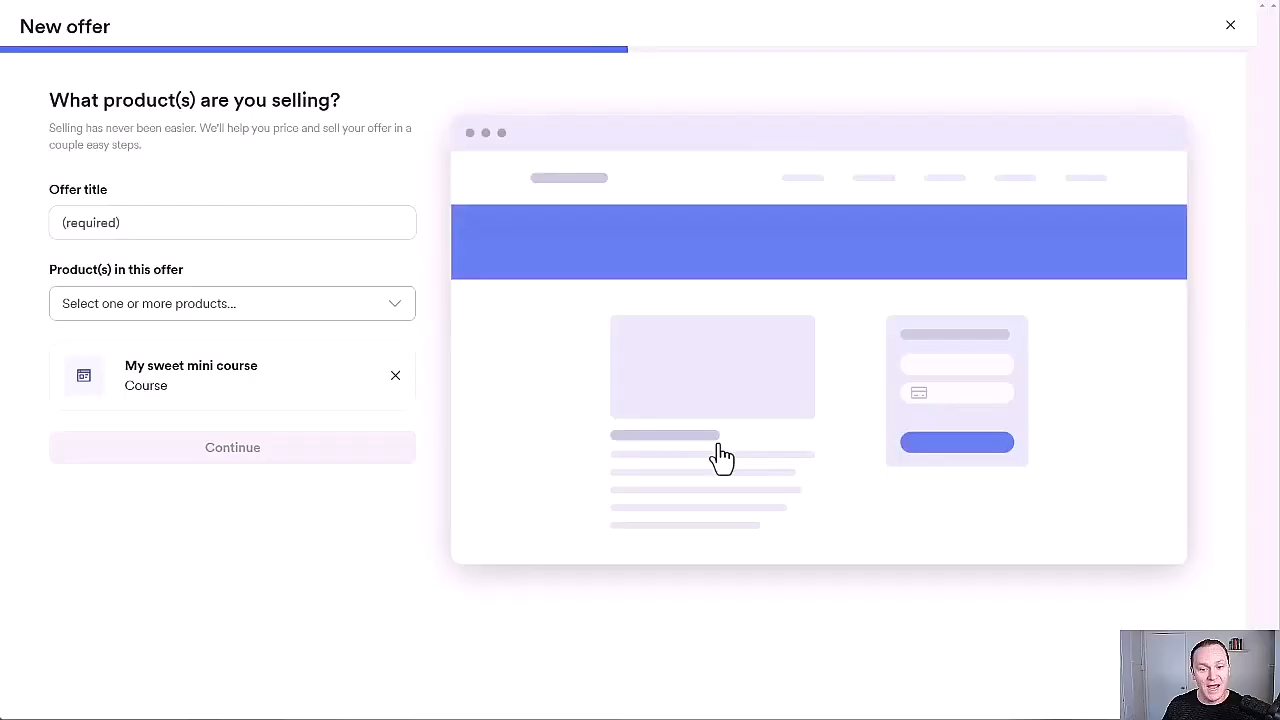 New offer
What product(s) are you selling?
Selling has never been easier. We'll help you price and sell your offer in a
couple easy steps.
Offer title
(required)
Product(s) in this offer
Select one or more products...
My sweet mini course
Course
Continue